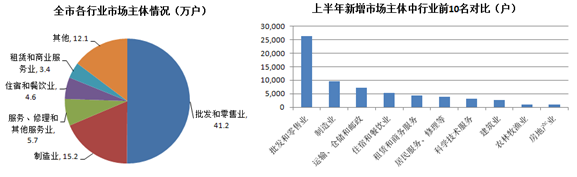 全市各行业市场主体情况（万户）
其他, 12.1
租赁和商业服
务业, 3.4
住宿和餐饮业,
4.6
服务、修理和
其他服务业,
5.7
制造业, 15.2
批发和零售业,
41.2
上半年新增市场主体中行业前10名对比（户）
30,000
25,000
20,000
15,000
10,000
5,000
0
批发和零售业
制造业
运输、仓储和邮政
住宿和餐饮业
租赁和商务服务
居民服务、修理等
科学技术服务
建筑业
农林牧渔业
房地产业